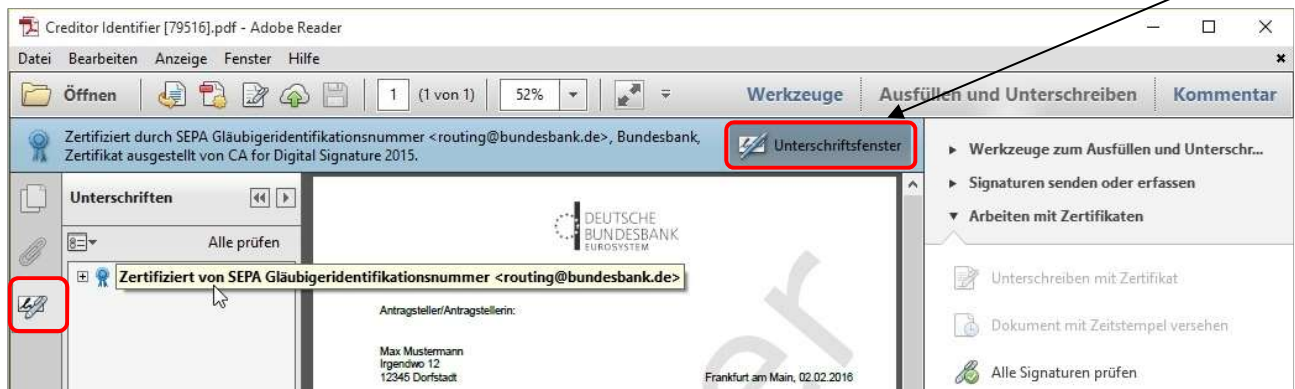 Creditor Identifier [79516].pdf - Adobe Reader
Datei Bearbeiten Anzeige Fenster Hilfe
Öffnen 1 (1 von 1) 52% Werkzeuge Ausfüllen und Unterschreiben Kommentar
Zertifiziert durch SEPA Gläubigeridentifikationsnummer <routing@bundesbank.de>, Bundesbank,
Zertifikat ausgestellt von CA for Digital Signature 2015.
Unterschriftsfenster
Unterschriften
Alle prüfen
Zertifiziert von SEPA Gläubigeridentifikationsnummer <routing@bundesbank.de>
DEUTSCHE
BUNDESBANK
EUROSYSTEM
Antragsteller/Antragstellerin:
Max Mustermann
Irgendwo 12
12345 Dorfstadt
Frankfurt am Main, 02.02.2016
Werkzeuge zum Ausfüllen und Unterschr...
Signaturen senden oder erfassen
Arbeiten mit Zertifikaten
Unterschreiben mit Zertifikat
Dokument mit Zeitstempel versehen
Alle Signaturen prüfen